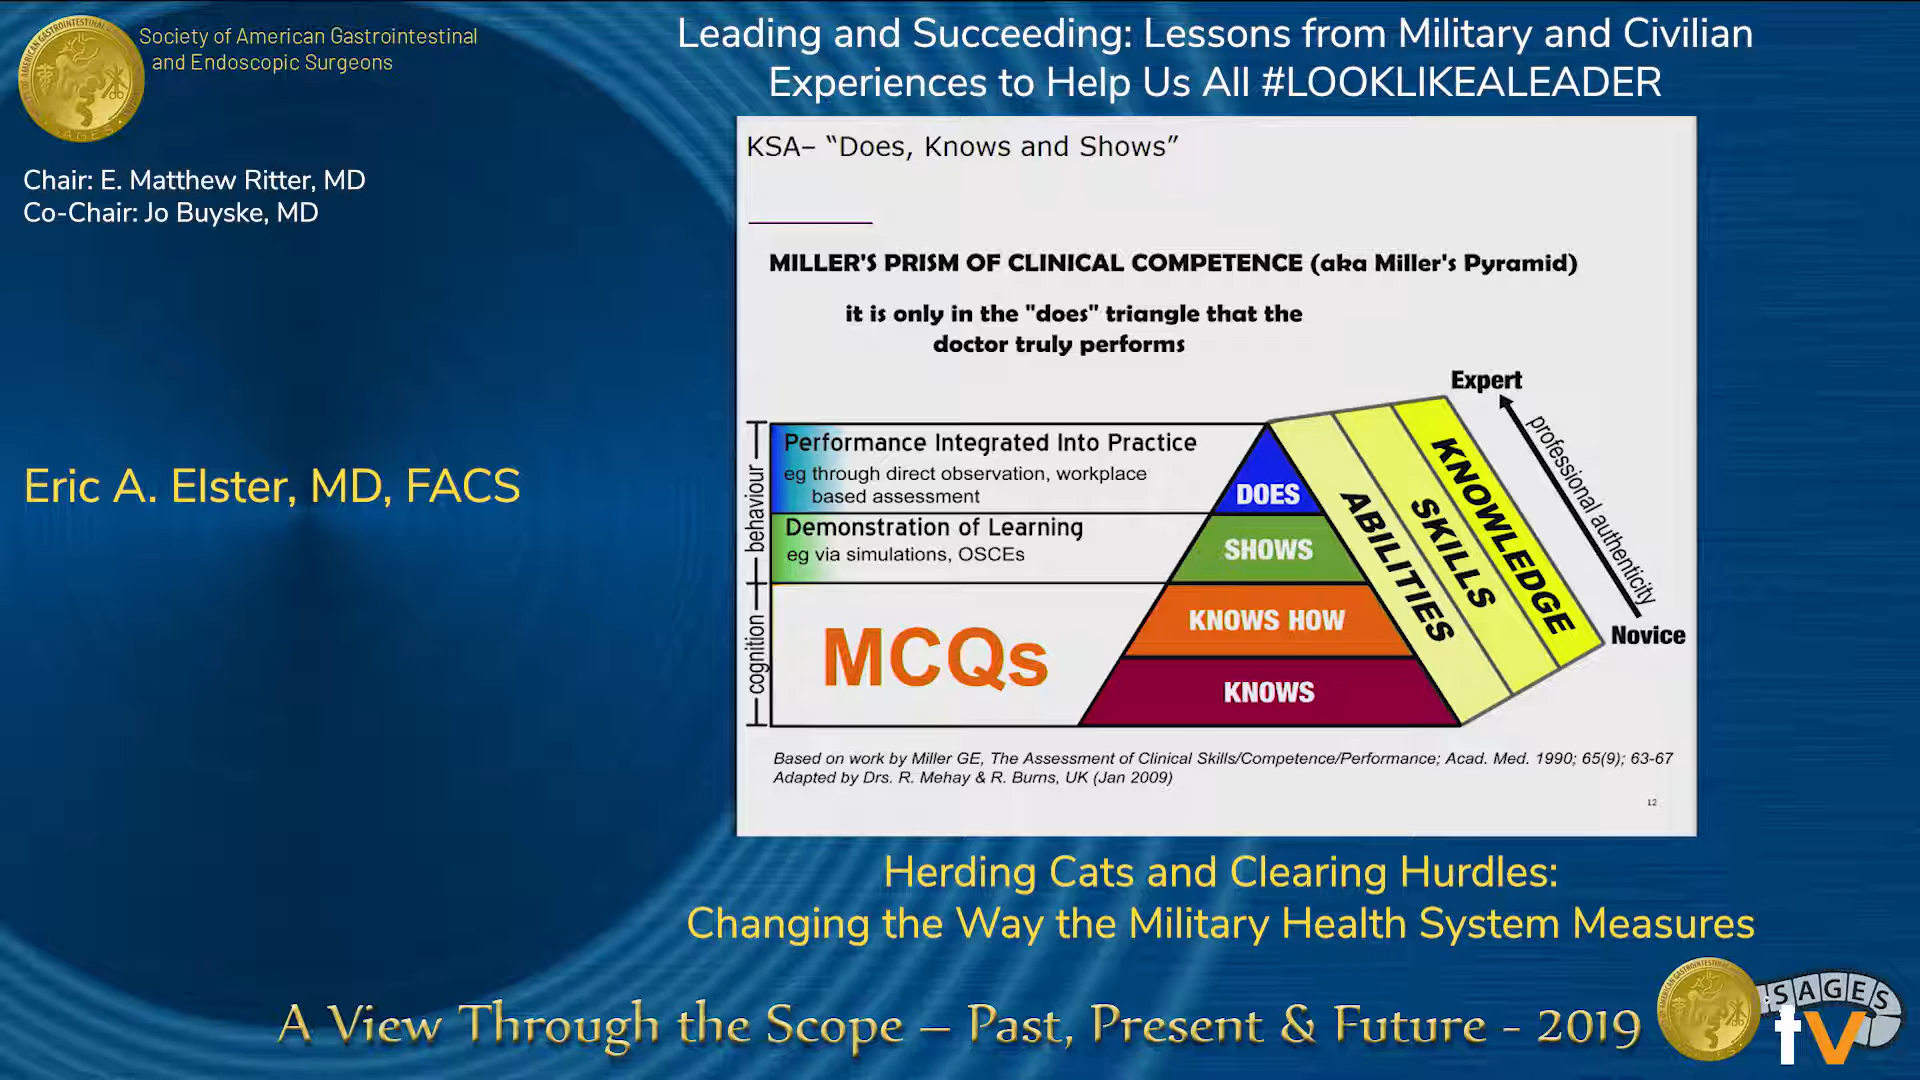 Society of American Gastrointestinal
and Endoscopic Surgeons
Chair: E. Matthew Ritter, MD
Co-Chair: Jo Buyske, MD
Eric A. Elster, MD, FACS
Leading and Succeeding: Lessons from Military and Civilian
Experiences to Help Us All #LOOKLIKEALEADER
KSA– “Does, Knows and Shows”
MILLER'S PRISM OF CLINICAL COMPETENCE (aka Miller's Pyramid)
it is only in the "does" triangle that the
doctor truly performs
behaviour
cognition
Performance Integrated Into Practice
eg through direct observation, workplace
based assessment
Demonstration of Learning
eg via simulations, OSCEs
MCQs
DOES
SHOWS
KNOWS HOW
KNOWS
ABILITIES
SKILLS
KNOWLEDGE
Expert
professional authenticity
Novice
Based on work by Miller GE, The Assessment of Clinical Skills/Competence/Performance; Acad. Med. 1990; 65(9); 63-67
Adapted by Drs. R. Mehay & R. Burns, UK (Jan 2009)
12
Herding Cats and Clearing Hurdles:
Changing the Way the Military Health System Measures
A View Through the Scope – Past, Present & Future - 2019
SAGES
tv